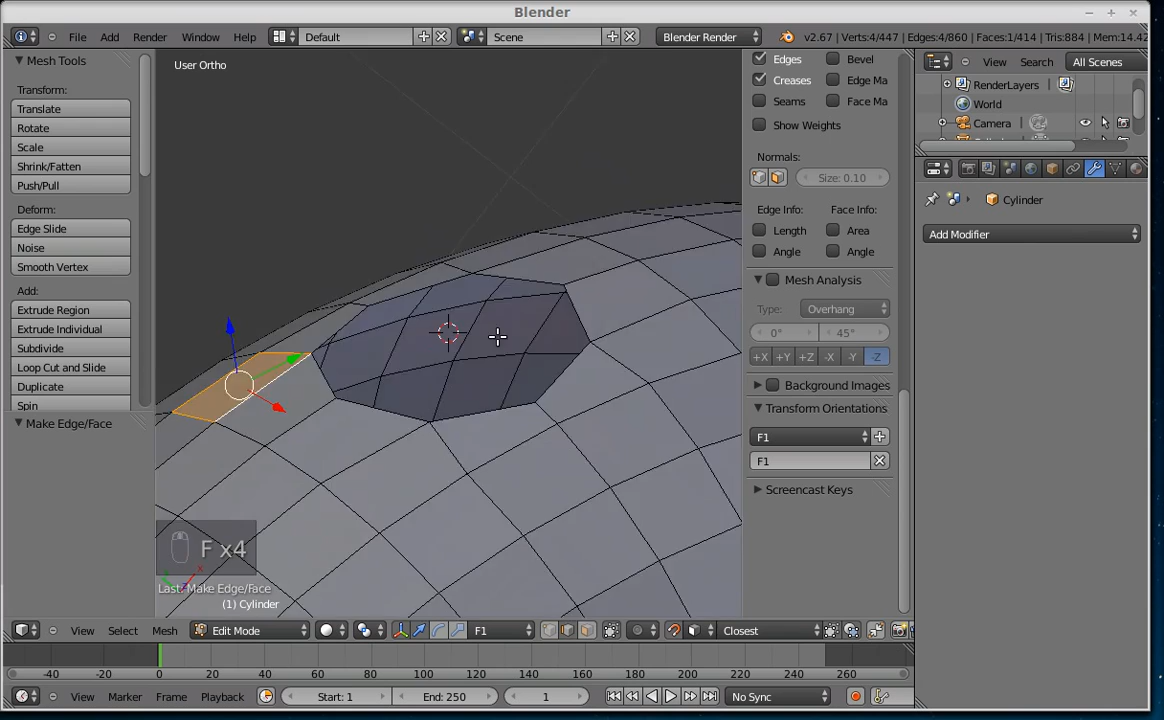 Blender
File Add Render Window Help Default Scene Blender Render v2.67 | Verts:4/447 | Edges:4/860 | Faces:1/414 | Tris:884 | Mem:14.42
Mesh Tools
Transform:
Translate
Rotate
Scale
Shrink/Fatten
Push/Pull
Deform:
Edge Slide
Noise
Smooth Vertex
Add:
Extrude Region
Extrude Individual
Subdivide
Loop Cut and Slide
Duplicate
Spin
Make Edge/Face
User Ortho
F x4
Last: Make Edge/Face
(1) Cylinder
Edges Bevel
Creases Edge Ma
Seams Face Ma
Show Weights
Normals:
Size: 0.10
Edge Info: Face Info:
Length Area
Angle Angle
Mesh Analysis
Type: Overhang
0° 45°
+X +Y +Z -X -Y -Z
Background Images
Transform Orientations
F1
F1
Screencast Keys
View Search All Scenes
RenderLayers
World
Camera
Cylinder
Add Modifier
View Select Mesh Edit Mode F1 Closest
-40 -20 0 20 40 60 80 100 120 140 160 180 200 220 240 260
View Marker Frame Playback Start: 1 End: 250 1 No Sync